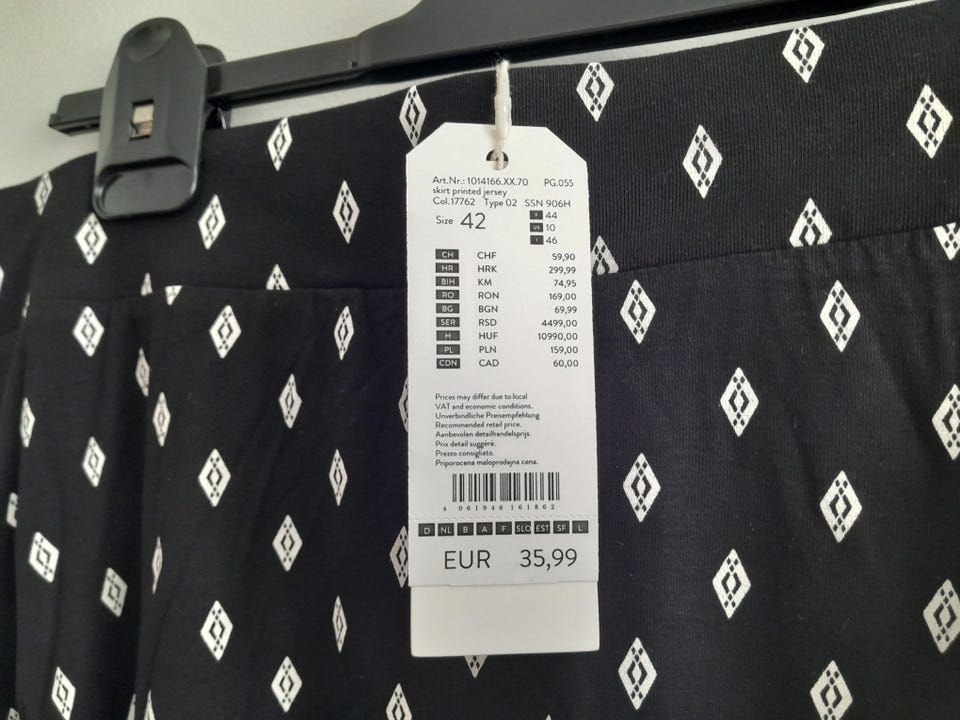 Art.Nr.: 1014166.XX.70 PG.055
skirt printed jersey
Col.17762 Type 02 SSN 906H
Size 42
F 44
US 10
I 46
CH CHF 59,90
HR HRK 299,99
BIH KM 74,95
RO RON 169,00
BG BGN 69,99
SER RSD 4499,00
H HUF 10990,00
PL PLN 159,00
CDN CAD 60,00
Prices may differ due to local
VAT and economic conditions.
Unverbindliche Preisempfehlung
Recommended retail price.
Aanbevolen detailhandelsprijs.
Prix detail suggéré.
Prezzo consigliato.
Priporocena maloprodajna cena.
4 061946 161862
D NL B A F SLO EST SF L
EUR 35,99